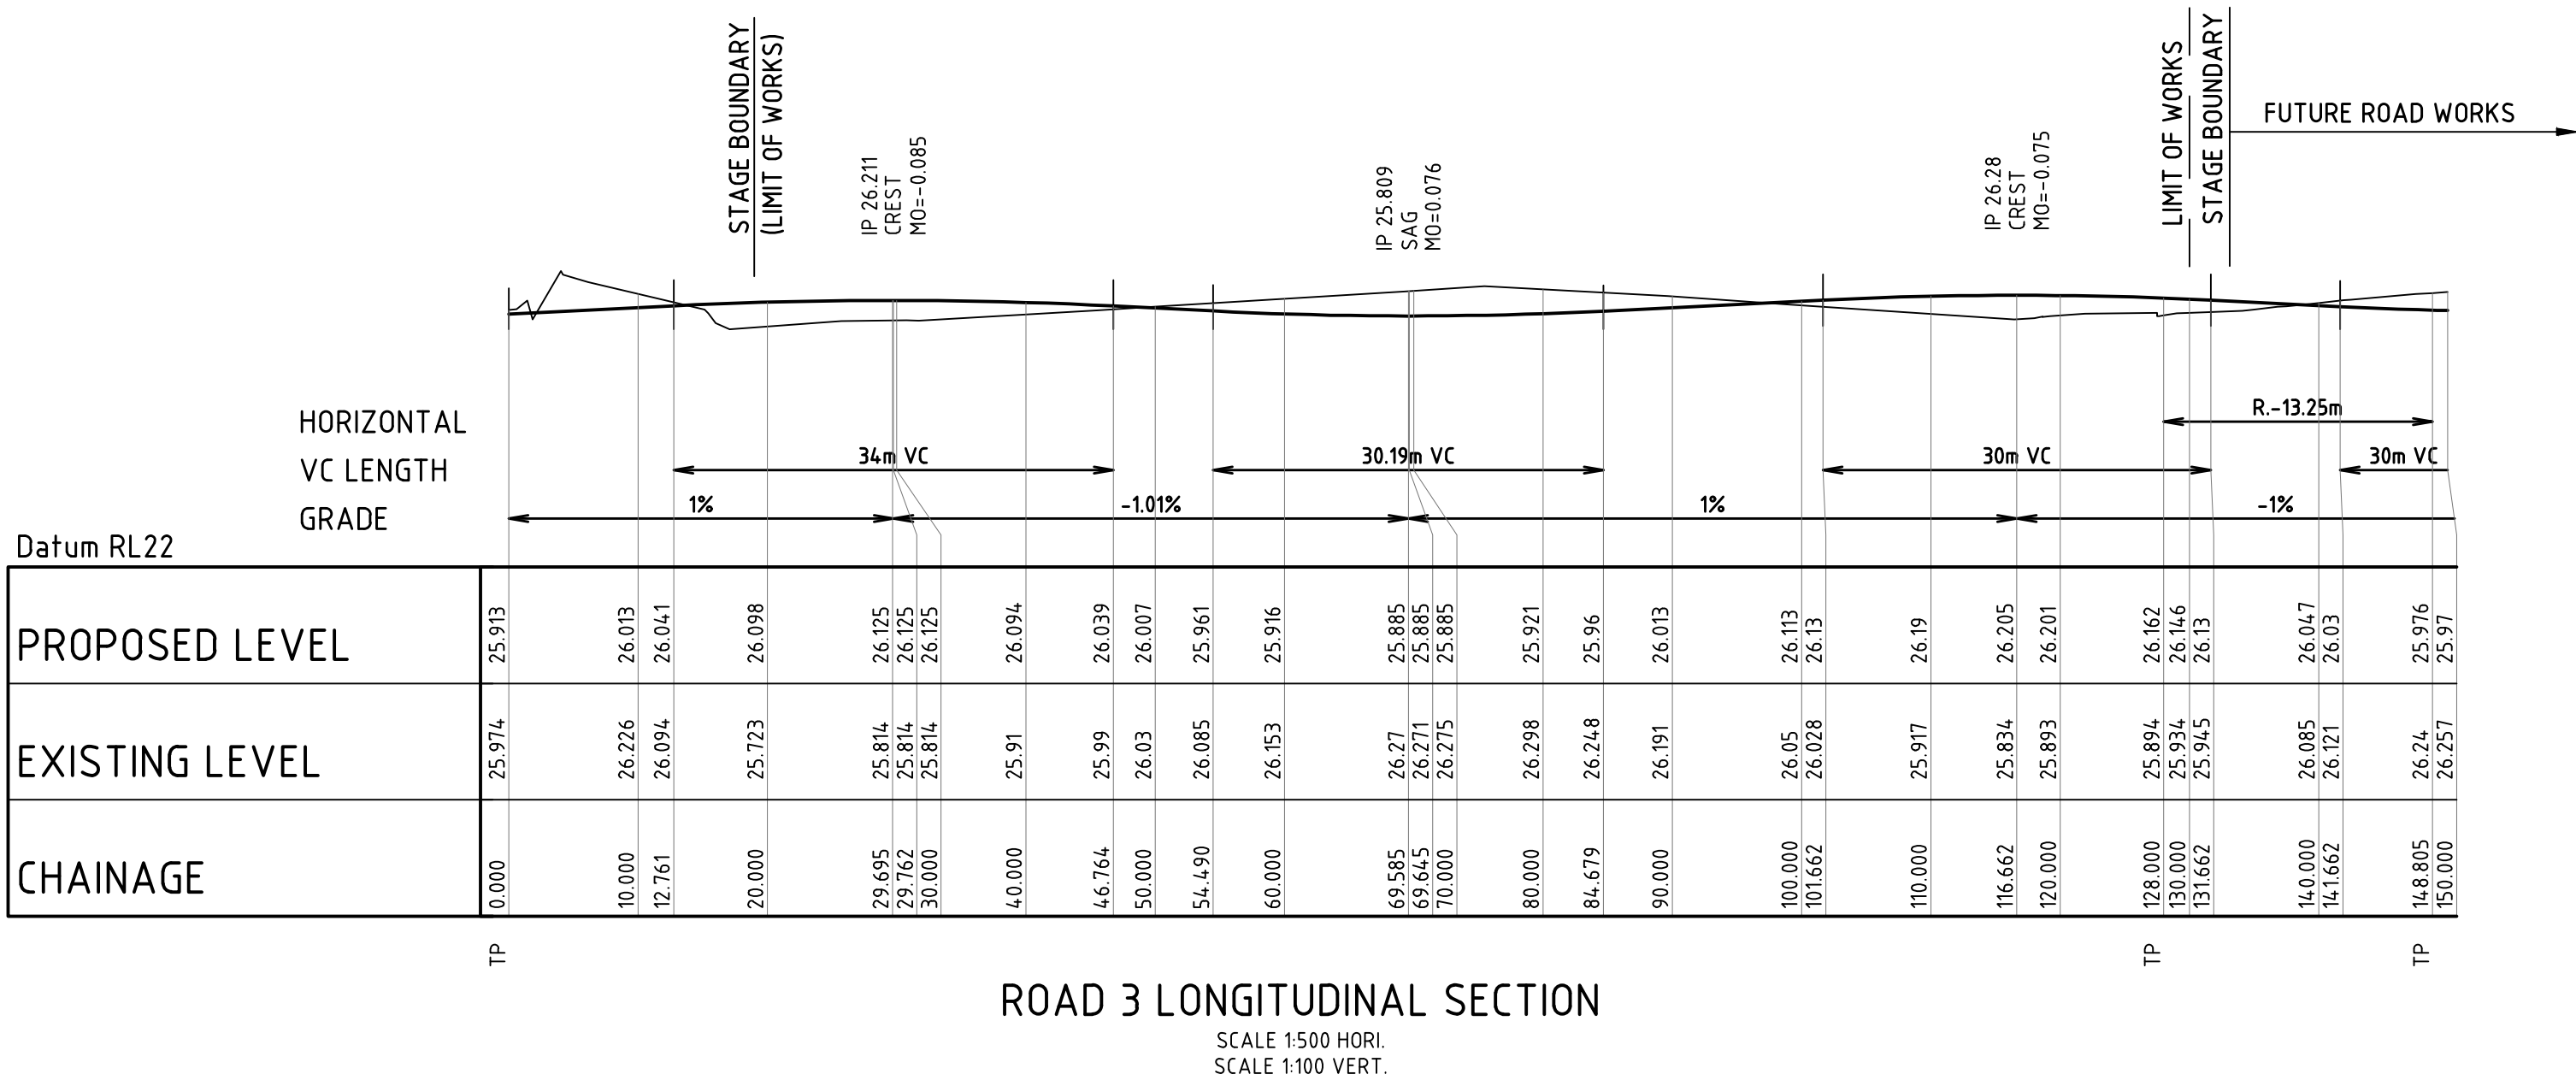 STAGE BOUNDARY
(LIMIT OF WORKS)
IP 26.211
CREST
MO=-0.085
IP 25.809
SAG
MO=0.076
IP 26.28
CREST
MO=-0.075
LIMIT OF WORKS
STAGE BOUNDARY
FUTURE ROAD WORKS
HORIZONTAL R.-13.25m
VC LENGTH 34m VC 30.19m VC 30m VC 30m VC
GRADE 1% -1.01% 1% -1%
Datum RL22
PROPOSED LEVEL 25.913 26.013 26.041 26.098 26.125 26.125 26.125 26.094 26.039 26.007 25.961 25.916 25.885 25.885 25.885 25.921 25.96 26.013 26.113 26.13 26.19 26.205 26.201 26.162 26.146 26.13 26.047 26.03 25.976 25.97
EXISTING LEVEL 25.974 26.226 26.094 25.723 25.814 25.814 25.814 25.91 25.99 26.03 26.085 26.153 26.27 26.271 26.275 26.298 26.248 26.191 26.05 26.028 25.917 25.834 25.893 25.894 25.934 25.945 26.085 26.121 26.24 26.257
CHAINAGE 0.000 10.000 12.761 20.000 29.695 29.762 30.000 40.000 46.764 50.000 54.490 60.000 69.585 69.645 70.000 80.000 84.679 90.000 100.000 101.662 110.000 116.662 120.000 128.000 130.000 131.662 140.000 141.662 148.805 150.000
TP TP TP
ROAD 3 LONGITUDINAL SECTION
SCALE 1:500 HORI.
SCALE 1:100 VERT.